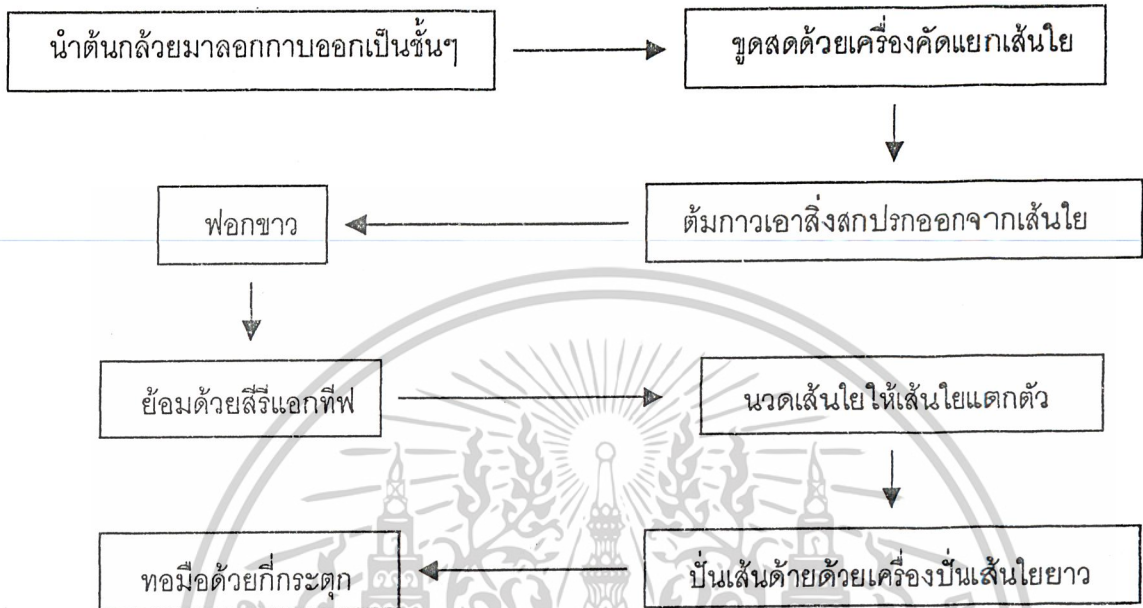 นำต้นกล้วยมาลอกกาบออกเป็นชั้นๆ
ขูดสดด้วยเครื่องคัดแยกเส้นใย
ต้มกาวเอาสิ่งสกปรกออกจากเส้นใย
ฟอกขาว
ย้อมด้วยสีรีแอกทีฟ
นวดเส้นใยให้เส้นใยแตกตัว
ปั่นเส้นด้ายด้วยเครื่องปั่นเส้นใยยาว
ทอมือด้วยกี่กระตุก